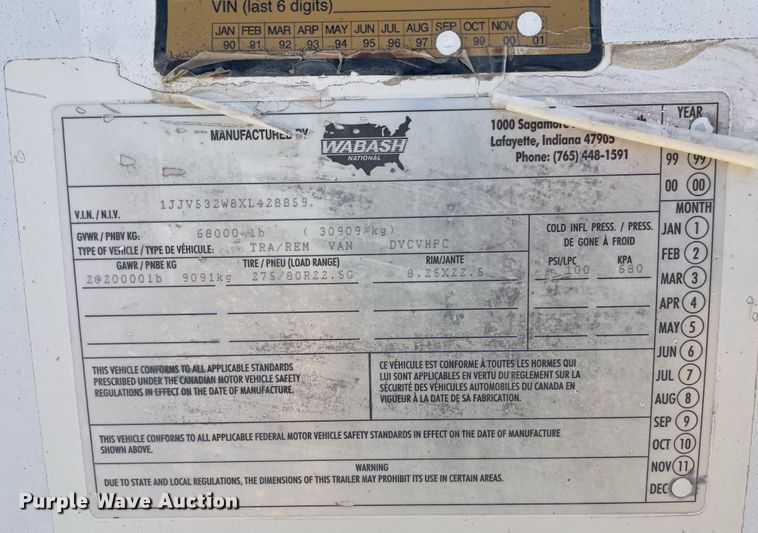 VIN (last 6 digits)
JAN FEB MAR ARP MAY JUN JUL AUG SEP OCT NOV
90 91 92 93 94 95 96 97 99 00 01
MANUFACTURED BY
WABASH
NATIONAL
1000 Sagamore
Lafayette, Indiana 47905
Phone: (765) 448-1591
YEAR
99 99
00 00
V.I.N. / N.I.V. 1JJV532W8XL428859.
GVWR / PNBV KG: 68000 lb ( 30909 kg)
TYPE OF VEHICLE / TYPE DE VÉHICULE: TRA/REM VAN DVCVHPC
GAWR / PNBE KG TIRE / PNEU (LOAD RANGE) RIM/JANTE
2@20000lb 9091kg 275/80R22.5G 8.25X22.5
COLD INFL PRESS. / PRESS.
DE GONE À FROID
PSI/LPC KPA
100 680
MONTH
JAN 1
FEB 2
MAR 3
APR 4
MAY 5
JUN 6
JUL 7
AUG 8
SEP 9
OCT 10
NOV 11
DEC
THIS VEHICLE CONFORMS TO ALL APPLICABLE STANDARDS
PRESCRIBED UNDER THE CANADIAN MOTOR VEHICLE SAFETY
REGULATIONS IN EFFECT ON THE DATE OF MANUFACTURE.
CE VÉHICULE EST CONFORME À TOUTES LES HORMES QUI
LUI SONT APPLICABLES EN VERTU DU RÈGLEMENT SUR LA
SÉCURITÉ DES VÉHICULES AUTOMOBILES DU CANADA EN
VIGUEUR À LA DATE DE SA FABRICATION.
THIS VEHICLE CONFORMS TO ALL APPLICABLE FEDERAL MOTOR VEHICLE SAFETY STANDARDS IN EFFECT ON THE DATE OF MANUFACTURE
SHOWN ABOVE.
WARNING
DUE TO STATE AND LOCAL REGULATIONS, THE DIMENSIONS OF THIS TRAILER MAY PROHIBIT ITS USE IN CERTAIN AREAS.
Purple Wave Auction